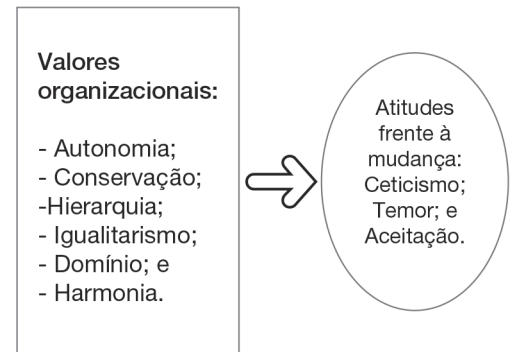 Valores
organizacionais:
- Autonomia;
- Conservação;
-Hierarquia;
- Igualitarismo;
- Domínio; e
- Harmonia.
Atitudes
frente à
mudança:
Ceticismo;
Temor; e
Aceitação.